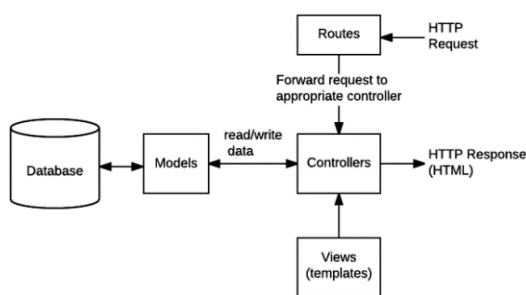 Routes
HTTP
Request
Forward request to
appropriate controller
read/write
data
Database
Models
Controllers
HTTP Response
(HTML)
Views
(templates)